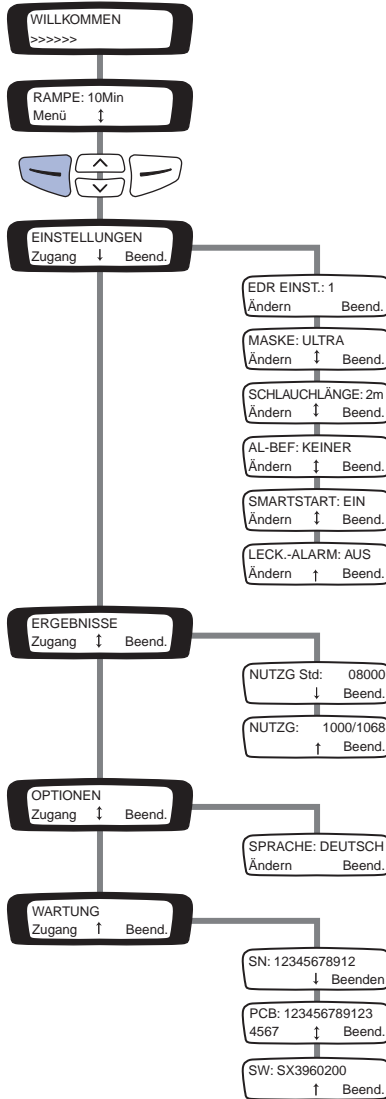 WILLKOMMEN
>>>>>>
RAMPE: 10Min
Menü ↕
EINSTELLUNGEN
Zugang ↓ Beend.
EDR EINST.: 1
Ändern Beend.
MASKE: ULTRA
Ändern ↕ Beend.
SCHLAUCHLÄNGE: 2m
Ändern ↕ Beend.
AL-BEF: KEINER
Ändern ↕ Beend.
SMARTSTART: EIN
Ändern ↕ Beend.
LECK.-ALARM: AUS
Ändern ↑ Beend.
ERGEBNISSE
Zugang ↕ Beend.
NUTZG Std: 08000
↓ Beend.
NUTZG: 1000/1068
↑ Beend.
OPTIONEN
Zugang ↕ Beend.
SPRACHE: DEUTSCH
Ändern Beend.
WARTUNG
Zugang ↑ Beend.
SN: 12345678912
↓ Beenden
PCB: 123456789123
4567 ↕ Beend.
SW: SX3960200
↑ Beend.